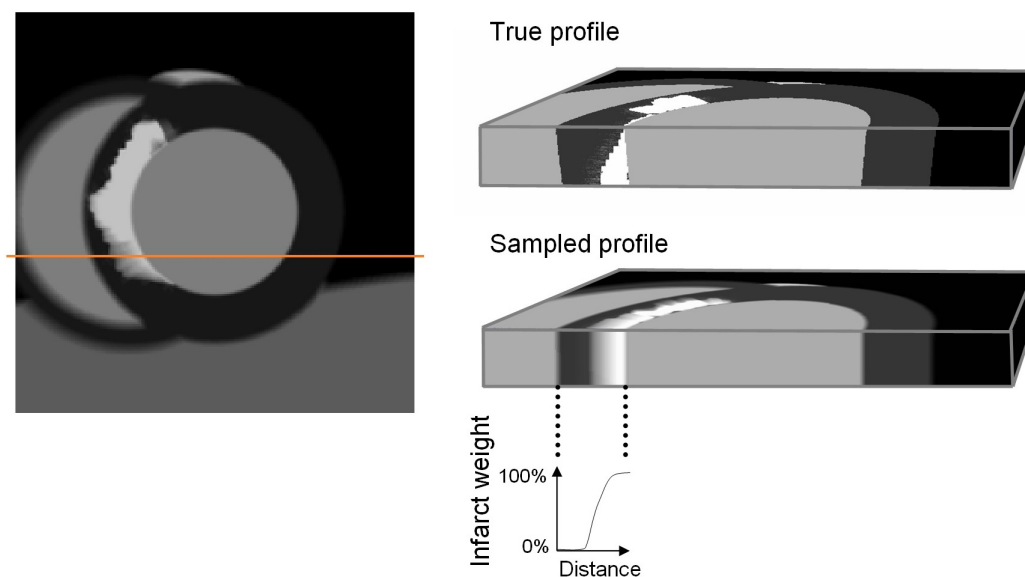 True profile
Sampled profile
Infarct weight
100%
0%
Distance